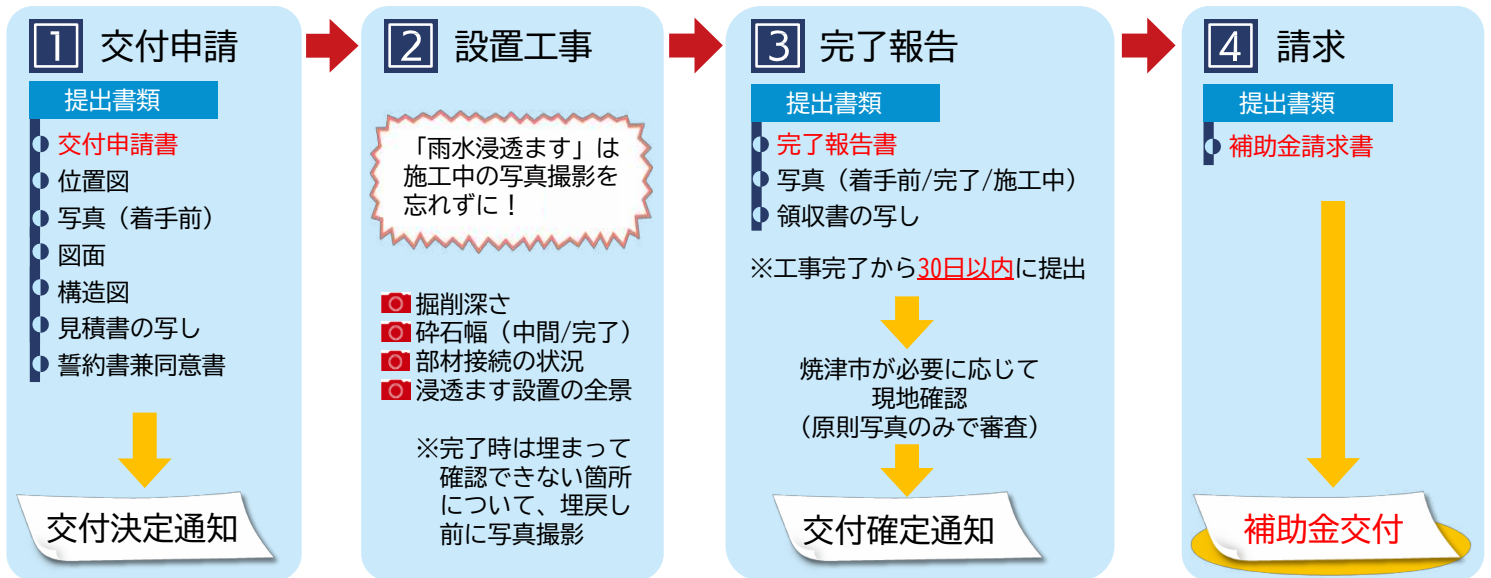 1 交付申請
提出書類
交付申請書
位置図
写真（着手前）
図面
構造図
見積書の写し
誓約書兼同意書
交付決定通知
2 設置工事
「雨水浸透ます」は
施工中の写真撮影を
忘れずに！
掘削深さ
砕石幅（中間/完了）
部材接続の状況
浸透ます設置の全景
※完了時は埋まって
確認できない箇所
について、埋戻し
前に写真撮影
3 完了報告
提出書類
完了報告書
写真（着手前/完了/施工中）
領収書の写し
※工事完了から30日以内に提出
焼津市が必要に応じて
現地確認
（原則写真のみで審査）
交付確定通知
4 請求
提出書類
補助金請求書
補助金交付